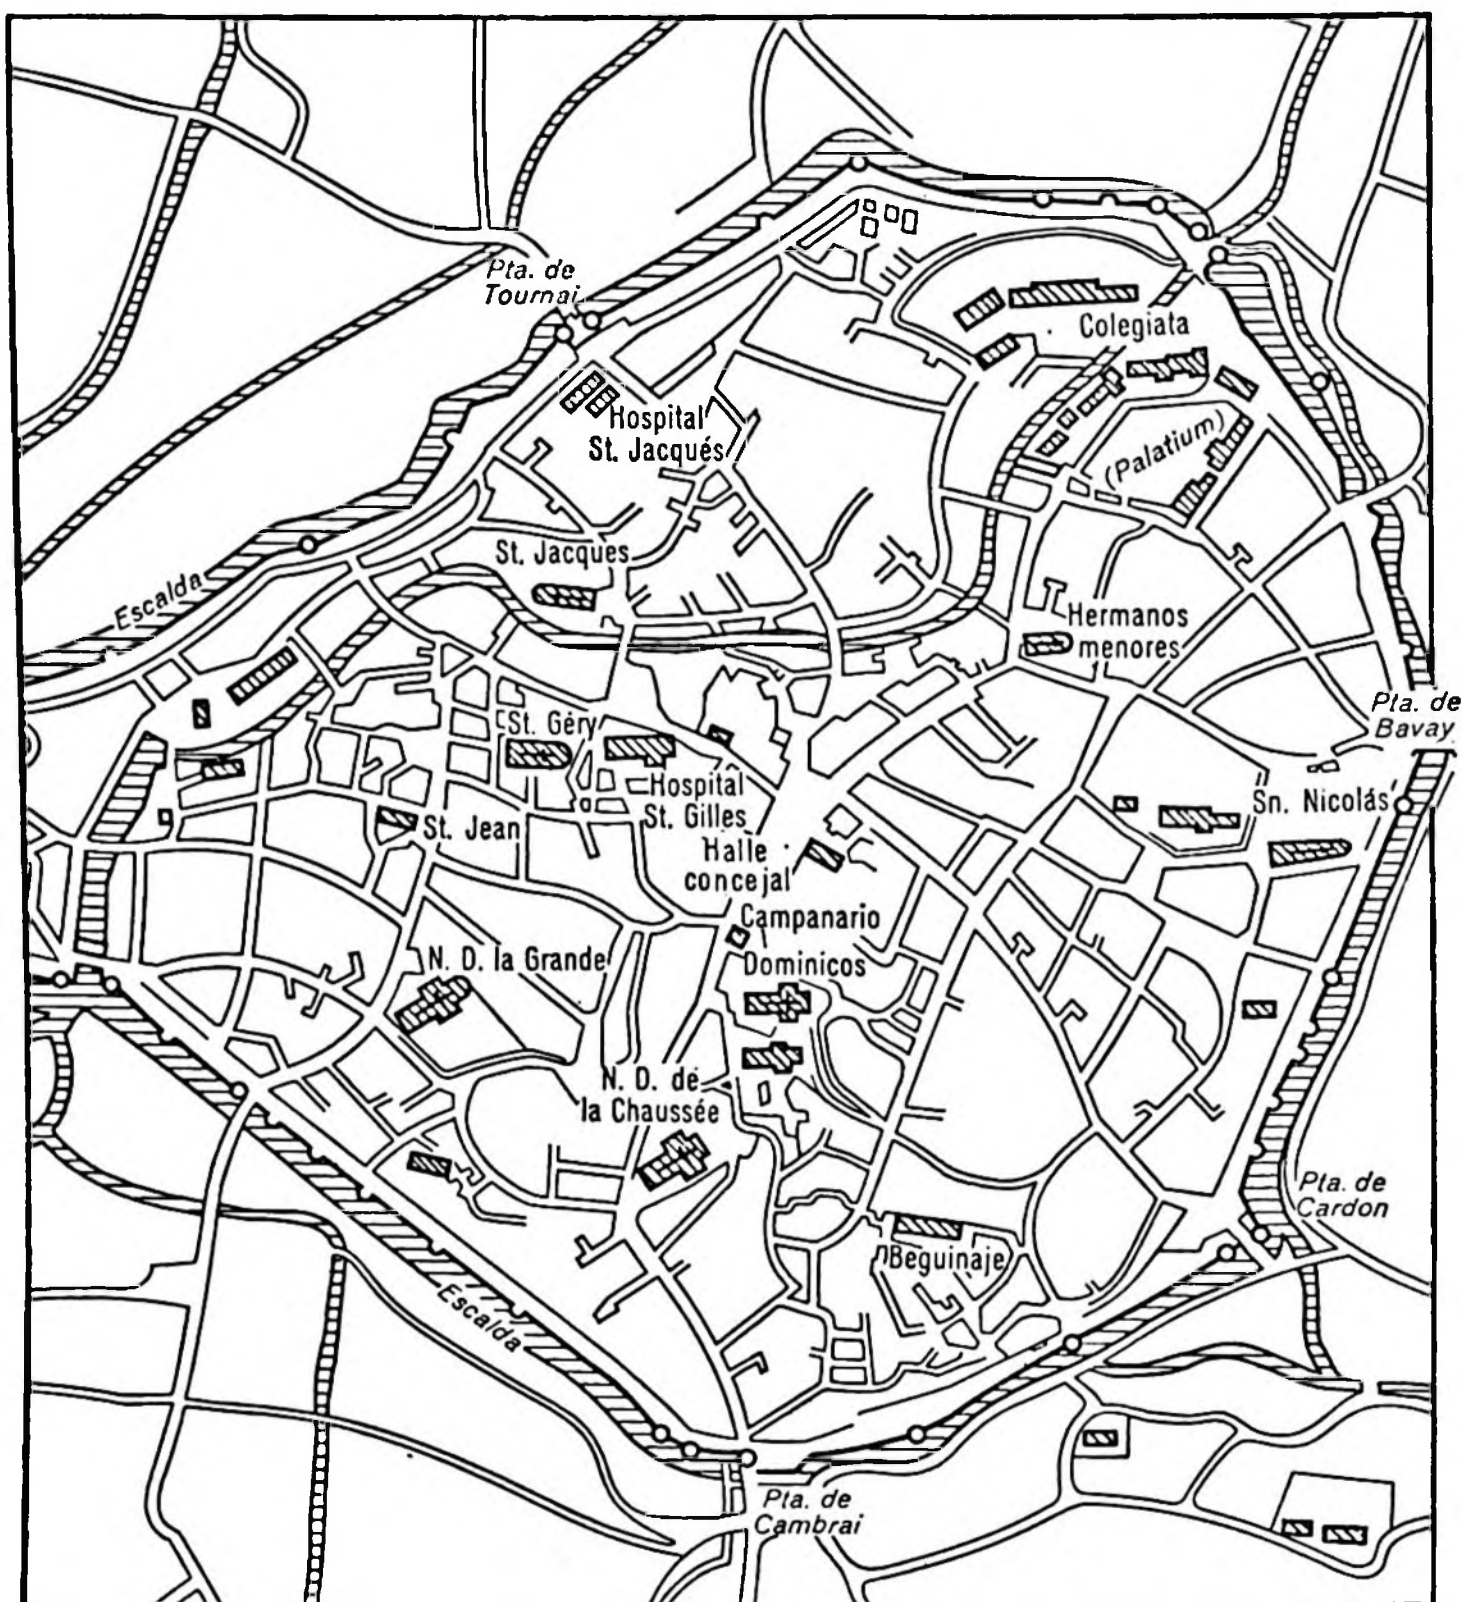 Pta. de
Tournai
Colegiata
Hospital
St. Jacqués
(Palatium)
St. Jacques
Escalda
Hermanos
menores
Pta. de
Bavay
St. Géry
Hospital
St. Gilles
Sn. Nicolás
St. Jean
Halle
concejal
Campanario
N. D. la Grande
Dominicos
N. D. de
la Chaussée
Pta. de
Cardon
Beguinaje
Escalda
Pta. de
Cambrai